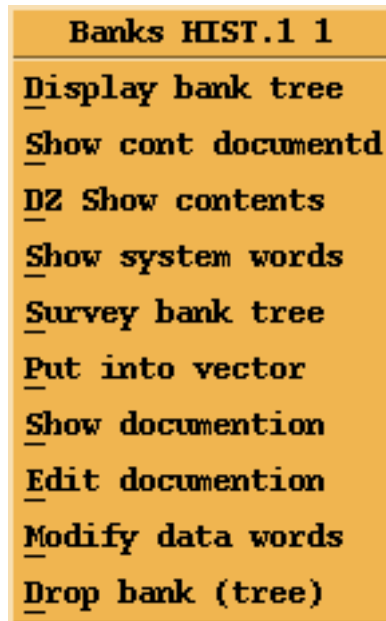 Banks HIST.1 1
Display bank tree
Show cont documentd
DZ Show contents
Show system words
Survey bank tree
Put into vector
Show documention
Edit documention
Modify data words
Drop bank (tree)